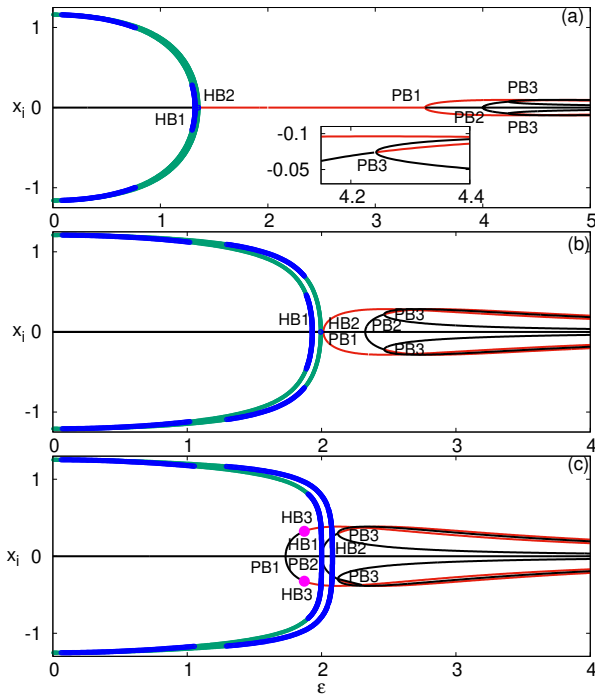 (a)
1
HB2
PB1
PB3
x_i
0
HB1
PB2
PB3
-0.1
PB3
-0.05
4.2
4.4
-1
0
1
2
3
4
5
(b)
1
HB1
HB2
PB3
x_i
0
PB1
PB2
PB3
-1
0
1
2
3
4
(c)
1
HB3
HB1
HB2
PB3
x_i
0
PB1
PB2
PB3
HB3
-1
0
1
2
3
4
ε